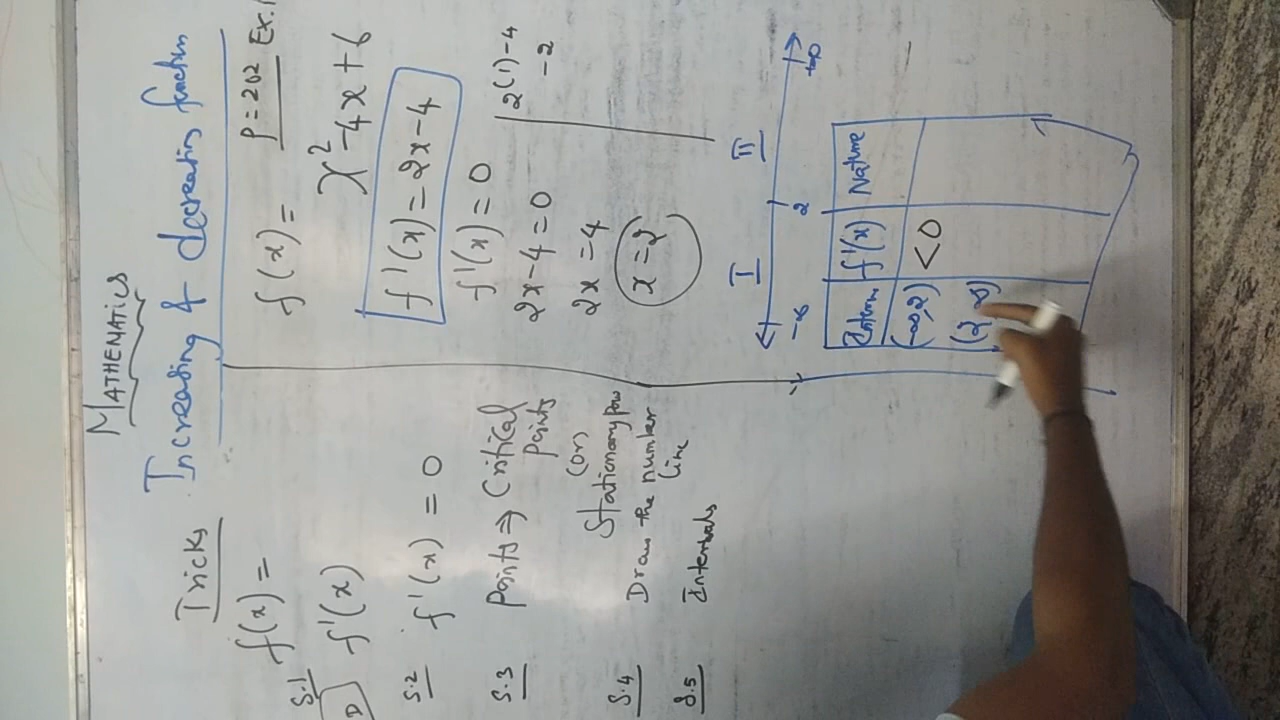 MATHEMATICS
Increasing & decreasing function
Tricks
f(x) =
S.1
D f'(x)
S.2 f'(x) = 0
S.3 Points ⇒ Critical Points
(or)
Stationary
S.4 Draw the number line
S.5 Intervals
f(x) = P=202 Ex.
x²-4x+6
f'(x) = 2x-4
f'(x) = 0
2x-4=0
2x=4
x=2
2(1)-4
-2
I II
-∞ 2 +∞
f'(x) Nature
(-∞,2) <0
(2